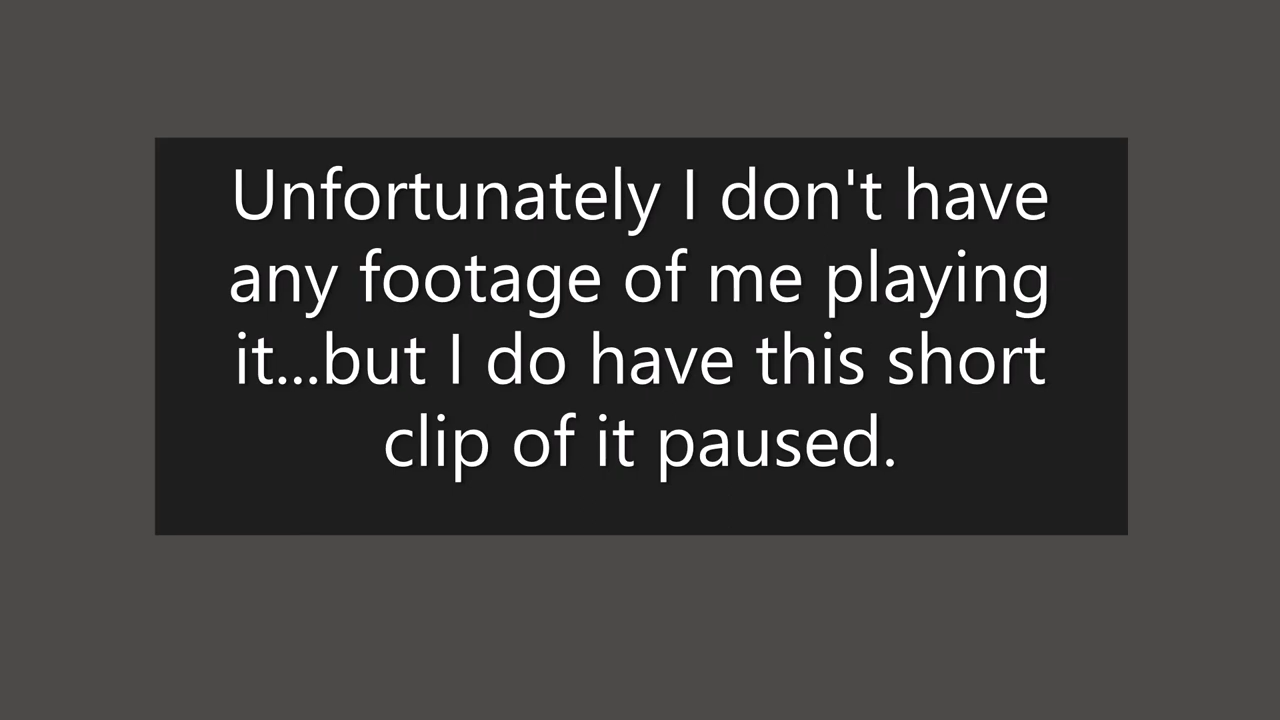 Unfortunately I don't have
any footage of me playing
it...but I do have this short
clip of it paused.